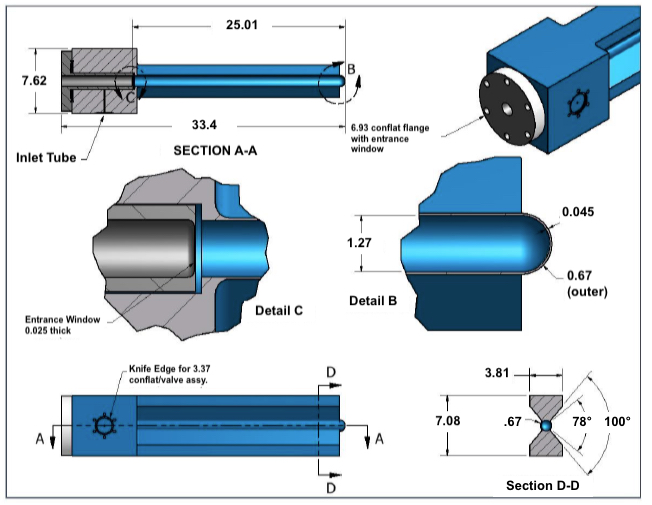 25.01
7.62
B
C
33.4
Inlet Tube
SECTION A-A
6.93 conflat flange
with entrance
window
Entrance Window
0.025 thick
Detail C
1.27
0.045
0.67
(outer)
Detail B
Knife Edge for 3.37
conflat/valve assy.
D
A
A
D
3.81
7.08
.67
78°
100°
Section D-D